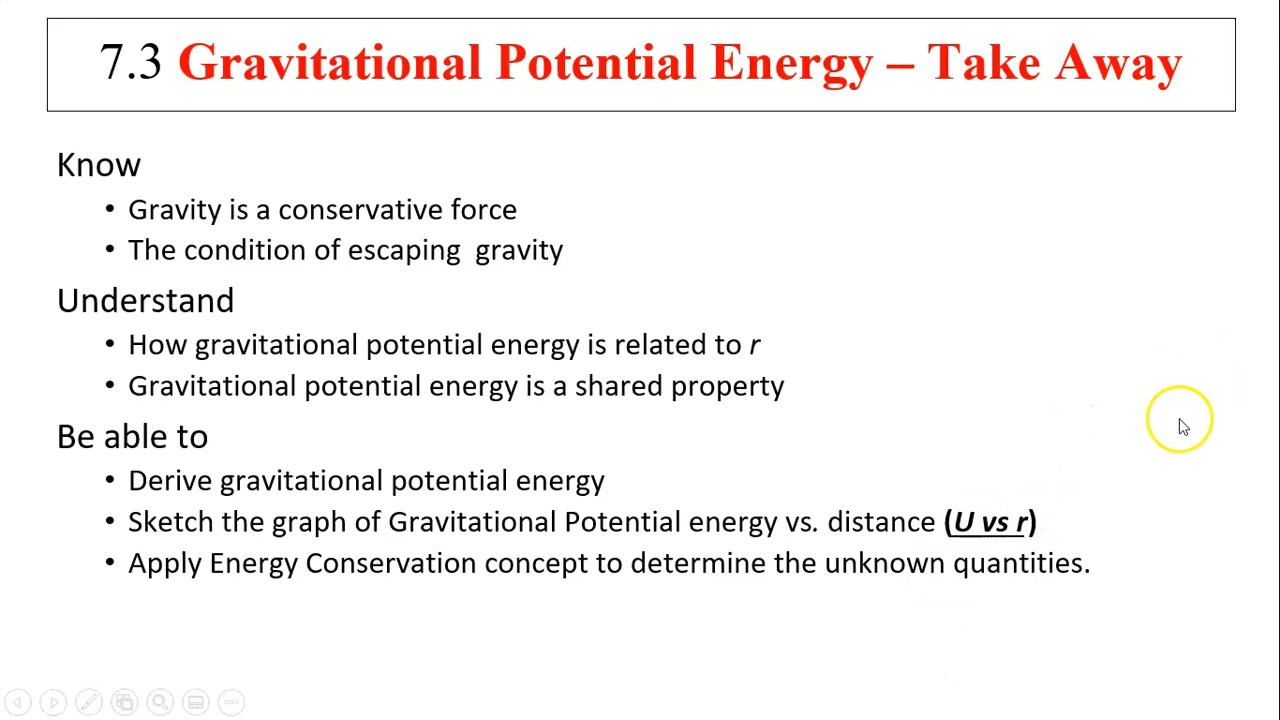 7.3 Gravitational Potential Energy – Take Away
Know
• Gravity is a conservative force
• The condition of escaping  gravity
Understand
• How gravitational potential energy is related to r
• Gravitational potential energy is a shared property
Be able to
• Derive gravitational potential energy
• Sketch the graph of Gravitational Potential energy vs. distance (U vs r)
• Apply Energy Conservation concept to determine the unknown quantities.